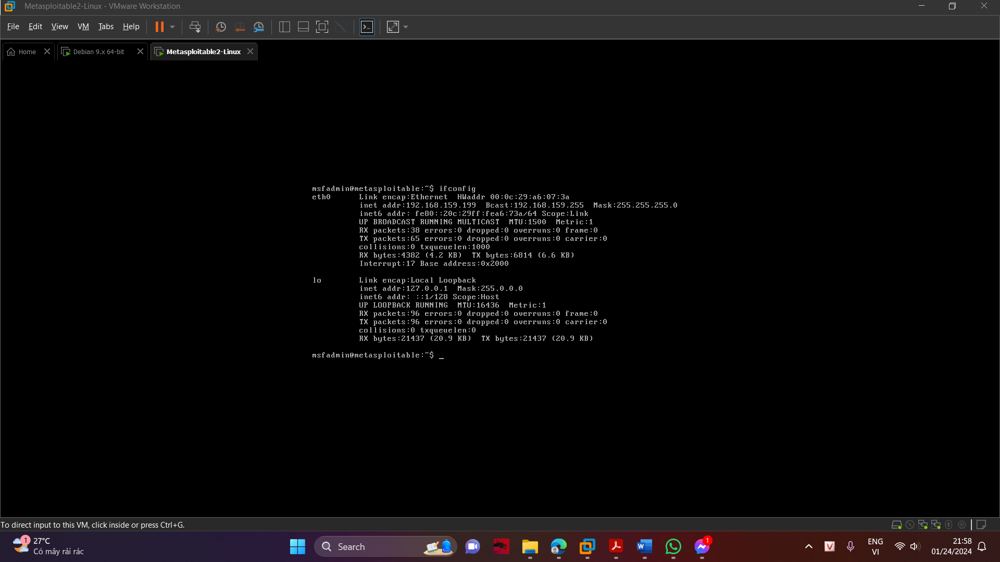 Metasploitable2-Linux - VMware Workstation
File Edit View VM Tabs Help
Home Debian 9.x 64-bit Metasploitable2-Linux
msfadmin@metasploitable:~$ ifconfig
eth0 Link encap:Ethernet HWaddr 00:0c:29:a6:07:3a
inet addr:192.168.159.199 Bcast:192.168.159.255 Mask:255.255.255.0
inet6 addr: fe80::20c:29ff:fea6:73a/64 Scope:Link
UP BROADCAST RUNNING MULTICAST MTU:1500 Metric:1
RX packets:38 errors:0 dropped:0 overruns:0 frame:0
TX packets:65 errors:0 dropped:0 overruns:0 carrier:0
collisions:0 txqueuelen:1000
RX bytes:4382 (4.2 KB) TX bytes:6814 (6.6 KB)
Interrupt:17 Base address:0x2000
lo Link encap:Local Loopback
inet addr:127.0.0.1 Mask:255.0.0.0
inet6 addr: ::1/128 Scope:Host
UP LOOPBACK RUNNING MTU:16436 Metric:1
RX packets:96 errors:0 dropped:0 overruns:0 frame:0
TX packets:96 errors:0 dropped:0 overruns:0 carrier:0
collisions:0 txqueuelen:0
RX bytes:21437 (20.9 KB) TX bytes:21437 (20.9 KB)
msfadmin@metasploitable:~$ _
To direct input to this VM, click inside or press Ctrl+G.
1 27°C
Có mây rải rác
Search
1
ENG
VI
21:58
01/24/2024